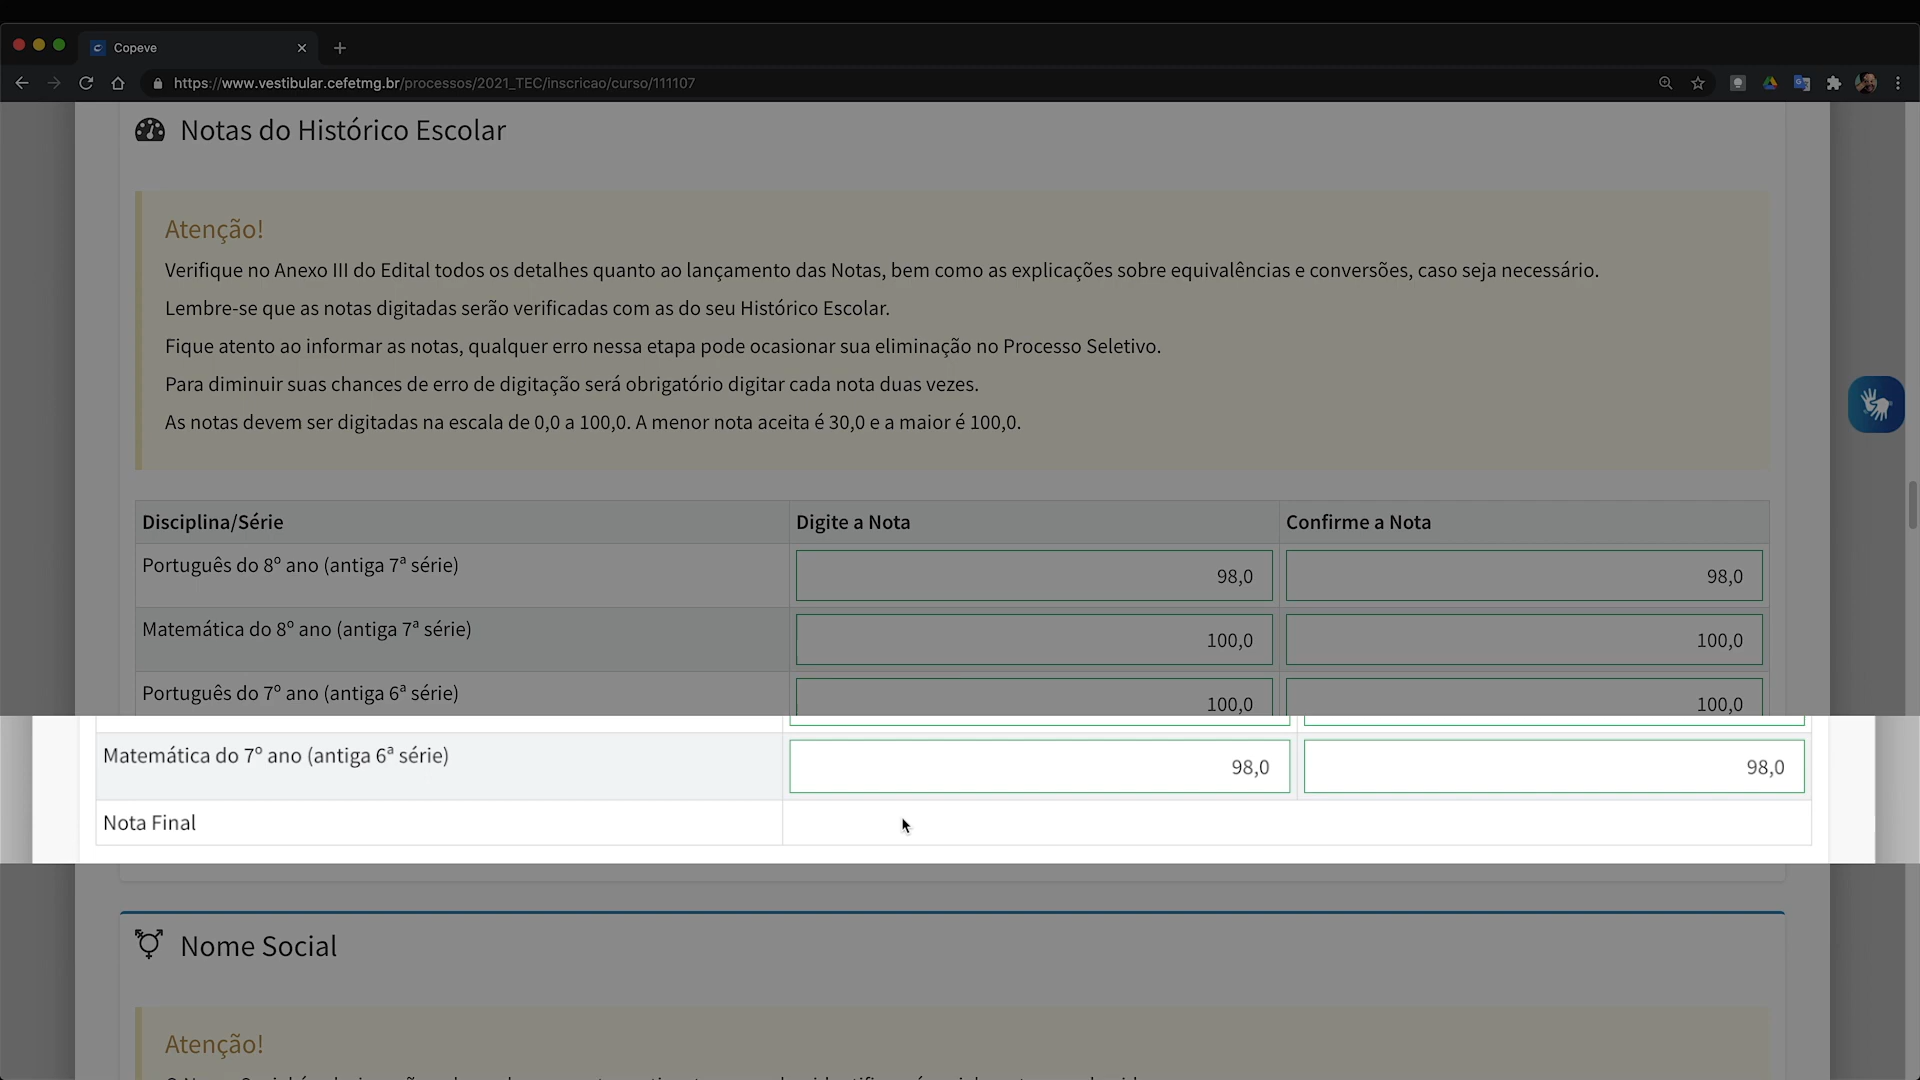 Copeve
https://www.vestibular.cefetmg.br/processos/2021_TEC/inscricao/curso/111107
Notas do Histórico Escolar
Atenção!
Verifique no Anexo III do Edital todos os detalhes quanto ao lançamento das Notas, bem como as explicações sobre equivalências e conversões, caso seja necessário.
Lembre-se que as notas digitadas serão verificadas com as do seu Histórico Escolar.
Fique atento ao informar as notas, qualquer erro nessa etapa pode ocasionar sua eliminação no Processo Seletivo.
Para diminuir suas chances de erro de digitação será obrigatório digitar cada nota duas vezes.
As notas devem ser digitadas na escala de 0,0 a 100,0. A menor nota aceita é 30,0 e a maior é 100,0.
Disciplina/Série Digite a Nota Confirme a Nota
Português do 8º ano (antiga 7ª série) 98,0 98,0
Matemática do 8º ano (antiga 7ª série) 100,0 100,0
Português do 7º ano (antiga 6ª série) 100,0 100,0
Matemática do 7º ano (antiga 6ª série) 98,0 98,0
Nota Final
Nome Social
Atenção!